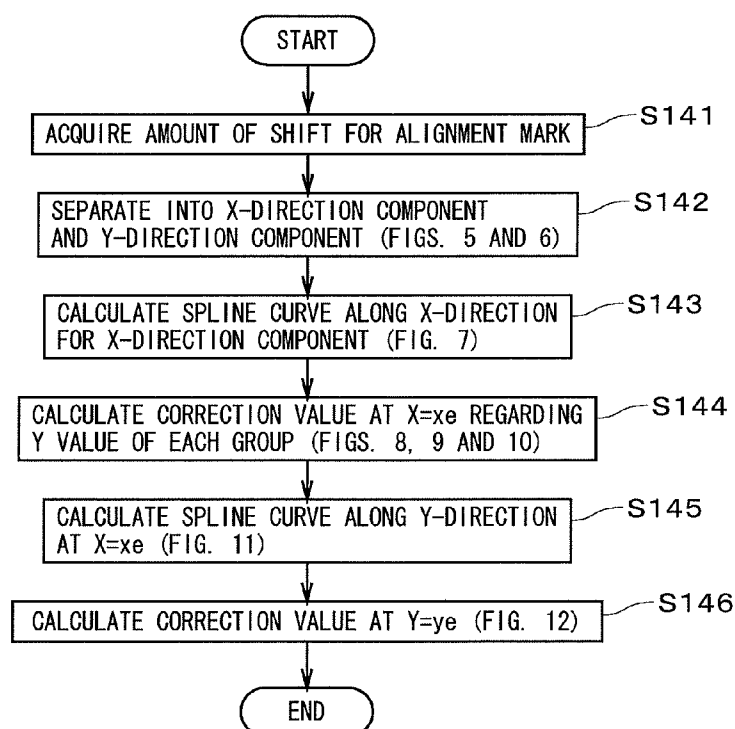 START
ACQUIRE AMOUNT OF SHIFT FOR ALIGNMENT MARK
S141
SEPARATE INTO X-DIRECTION COMPONENT
AND Y-DIRECTION COMPONENT (FIGS. 5 AND 6)
S142
CALCULATE SPLINE CURVE ALONG X-DIRECTION
FOR X-DIRECTION COMPONENT (FIG. 7)
S143
CALCULATE CORRECTION VALUE AT X=xe REGARDING
Y VALUE OF EACH GROUP (FIGS. 8, 9 AND 10)
S144
CALCULATE SPLINE CURVE ALONG Y-DIRECTION
AT X=xe (FIG. 11)
S145
CALCULATE CORRECTION VALUE AT Y=ye (FIG. 12)
S146
END